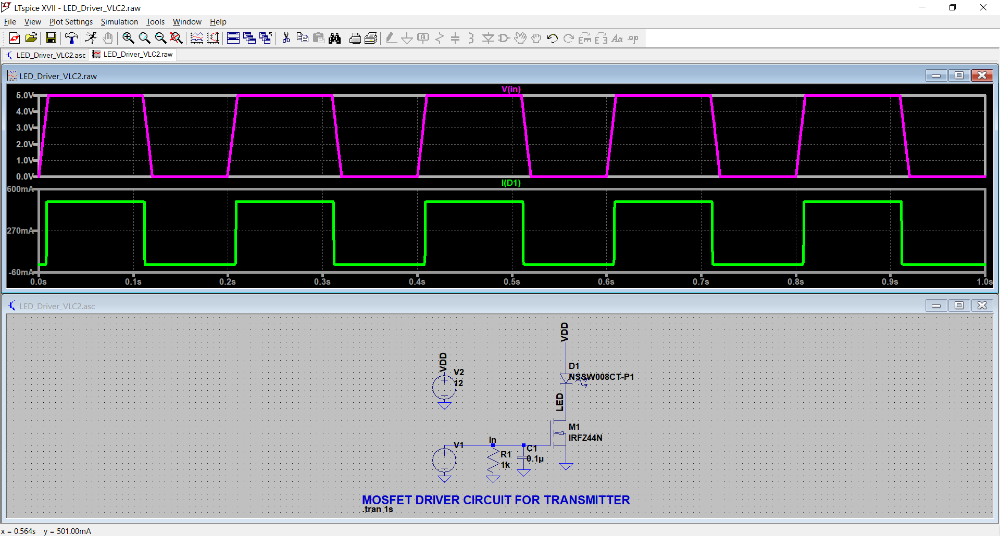 LTspice XVII - LED_Driver_VLC2.raw
File View Plot Settings Simulation Tools Window Help
LED_Driver_VLC2.asc LED_Driver_VLC2.raw
LED_Driver_VLC2.raw
V(in)
5.0V
4.0V
3.0V
2.0V
1.0V
0.0V
I(D1)
600mA
270mA
-60mA
0.0s 0.1s 0.2s 0.3s 0.4s 0.5s 0.6s 0.7s 0.8s 0.9s 1.0s
LED_Driver_VLC2.asc
VDD
VDD
V2
12
D1
NSSW008CT-P1
LED
M1
IRFZ44N
V1
In
R1
1k
C1
0.1µ
MOSFET DRIVER CIRCUIT FOR TRANSMITTER
.tran 1s
x = 0.564s y = 501.00mA